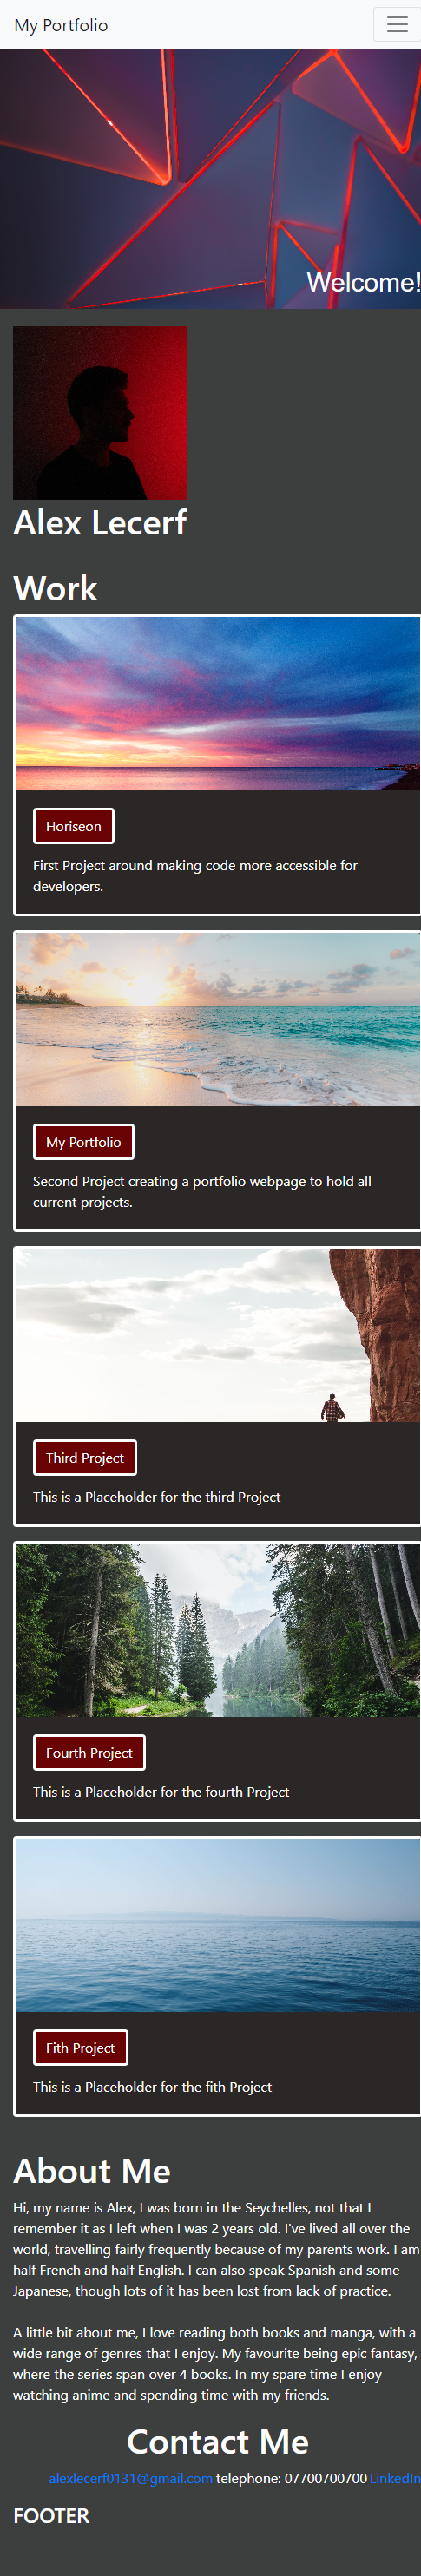 My Portfolio
Welcome!
Alex Lecerf
Work
Horiseon
First Project around making code more accessible for
developers.
My Portfolio
Second Project creating a portfolio webpage to hold all
current projects.
Third Project
This is a Placeholder for the third Project
Fourth Project
This is a Placeholder for the fourth Project
Fith Project
This is a Placeholder for the fith Project
About Me
Hi, my name is Alex, I was born in the Seychelles, not that I
remember it as I left when I was 2 years old. I've lived all over the
world, travelling fairly frequently because of my parents work. I am
half French and half English. I can also speak Spanish and some
Japanese, though lots of it has been lost from lack of practice.
A little bit about me, I love reading both books and manga, with a
wide range of genres that I enjoy. My favourite being epic fantasy,
where the series span over 4 books. In my spare time I enjoy
watching anime and spending time with my friends.
Contact Me
alexlecerf0131@gmail.com telephone: 07700700700 LinkedIn
FOOTER